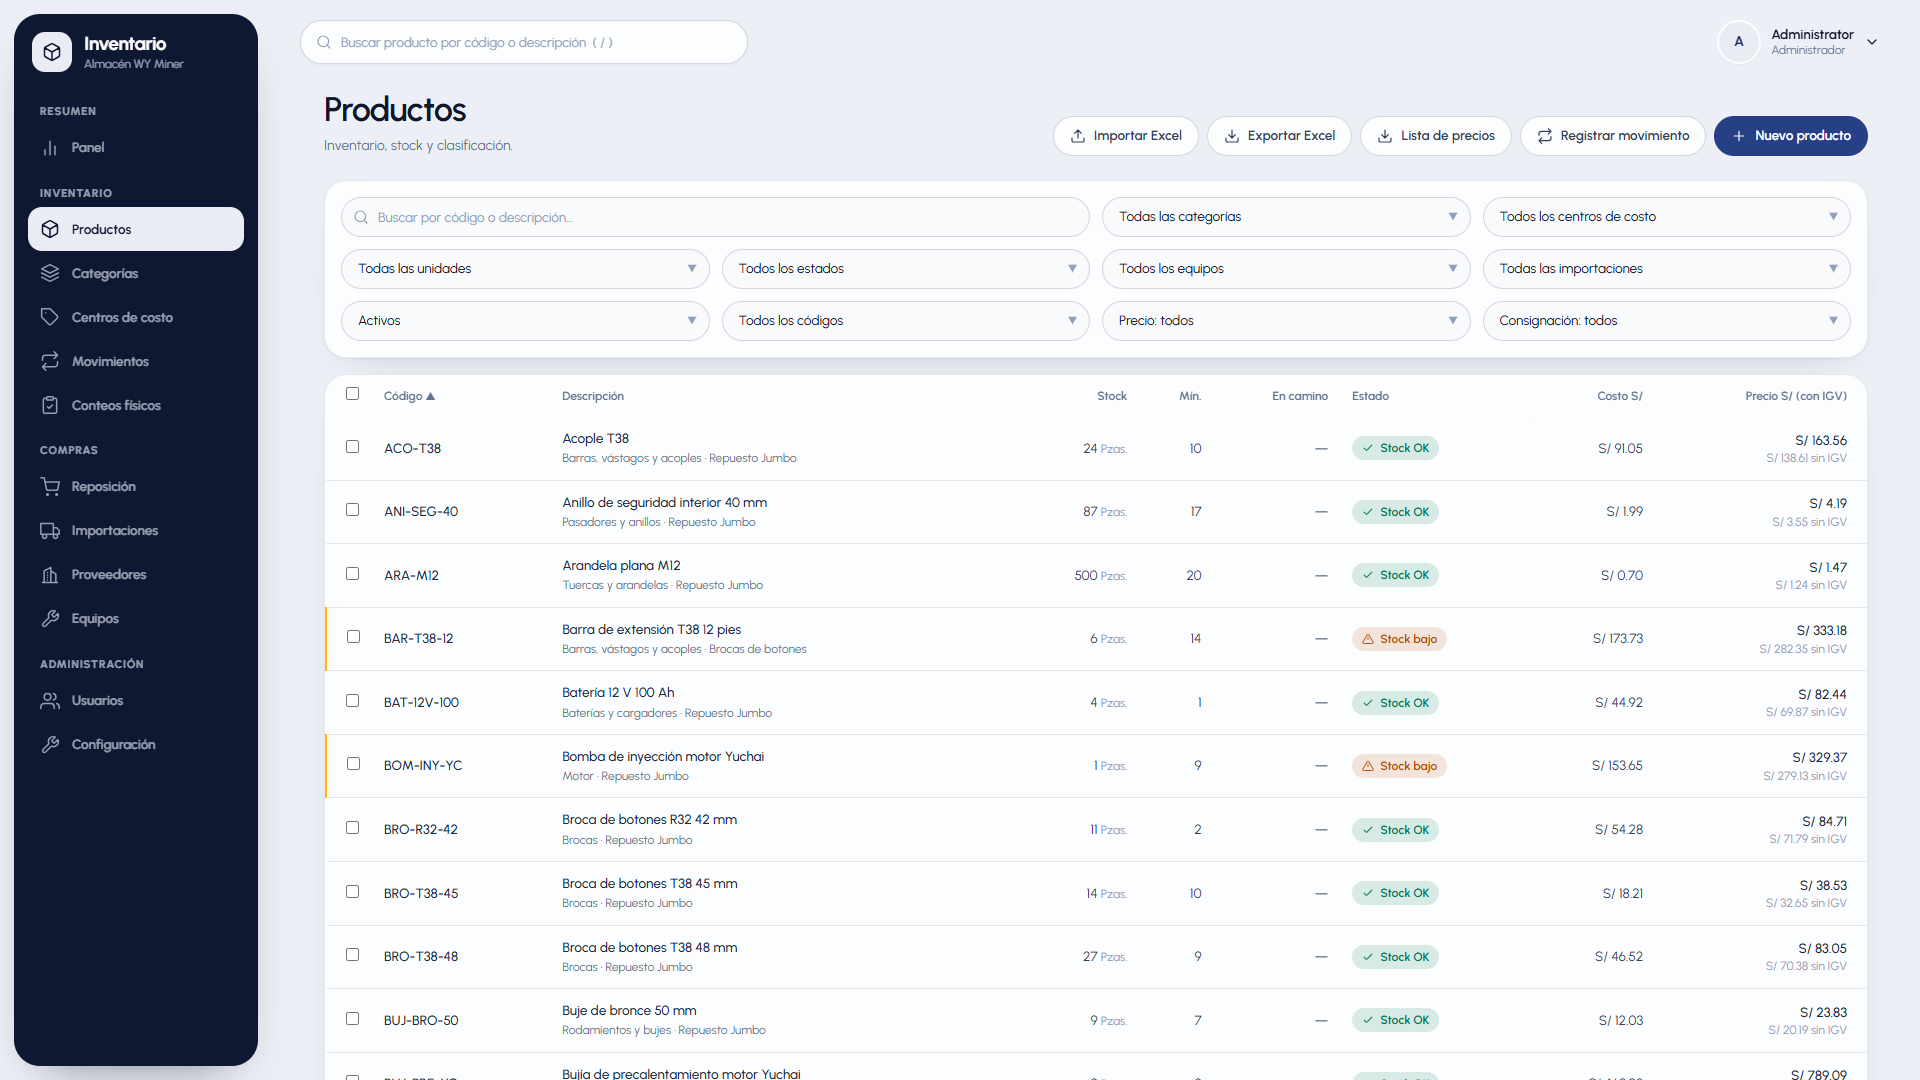 Inventario
Almacén WY Miner
RESUMEN
Panel
INVENTARIO
Productos
Categorías
Centros de costo
Movimientos
Conteos físicos
COMPRAS
Reposición
Importaciones
Proveedores
Equipos
ADMINISTRACIÓN
Usuarios
Configuración
Buscar producto por código o descripción ( / )
A
Administrator
Administrador
Productos
Inventario, stock y clasificación.
Importar Excel
Exportar Excel
Lista de precios
Registrar movimiento
Nuevo producto
Buscar por código o descripción...
Todas las categorías
Todos los centros de costo
Todas las unidades
Todos los estados
Todos los equipos
Todas las importaciones
Activos
Todos los códigos
Precio: todos
Consignación: todos
Código ▲ Descripción Stock Mín. En camino Estado Costo S/ Precio S/ (con IGV)
ACO-T38 Acople T38 24 Pzas. 10 — Stock OK S/ 91.05 S/ 163.56
Barras, vástagos y acoples · Repuesto Jumbo S/ 138.61 sin IGV
ANI-SEG-40 Anillo de seguridad interior 40 mm 87 Pzas. 17 — Stock OK S/ 1.99 S/ 4.19
Pasadores y anillos · Repuesto Jumbo S/ 3.55 sin IGV
ARA-M12 Arandela plana M12 500 Pzas. 20 — Stock OK S/ 0.70 S/ 1.47
Tuercas y arandelas · Repuesto Jumbo S/ 1.24 sin IGV
BAR-T38-12 Barra de extensión T38 12 pies 6 Pzas. 14 — Stock bajo S/ 173.73 S/ 333.18
Barras, vástagos y acoples · Brocas de botones S/ 282.35 sin IGV
BAT-12V-100 Batería 12 V 100 Ah 4 Pzas. 1 — Stock OK S/ 44.92 S/ 82.44
Baterías y cargadores · Repuesto Jumbo S/ 69.87 sin IGV
BOM-INY-YC Bomba de inyección motor Yuchai 1 Pzas. 9 — Stock bajo S/ 153.65 S/ 329.37
Motor · Repuesto Jumbo S/ 279.13 sin IGV
BRO-R32-42 Broca de botones R32 42 mm 11 Pzas. 2 — Stock OK S/ 54.28 S/ 84.71
Brocas · Repuesto Jumbo S/ 71.79 sin IGV
BRO-T38-45 Broca de botones T38 45 mm 14 Pzas. 10 — Stock OK S/ 18.21 S/ 38.53
Brocas · Repuesto Jumbo S/ 32.65 sin IGV
BRO-T38-48 Broca de botones T38 48 mm 27 Pzas. 9 — Stock OK S/ 46.52 S/ 83.05
Brocas · Repuesto Jumbo S/ 70.38 sin IGV
BUJ-BRO-50 Buje de bronce 50 mm 9 Pzas. 7 — Stock OK S/ 12.03 S/ 23.83
Rodamientos y bujes · Repuesto Jumbo S/ 20.19 sin IGV
Bujía de precalentamiento motor Yuchai S/ 789.09